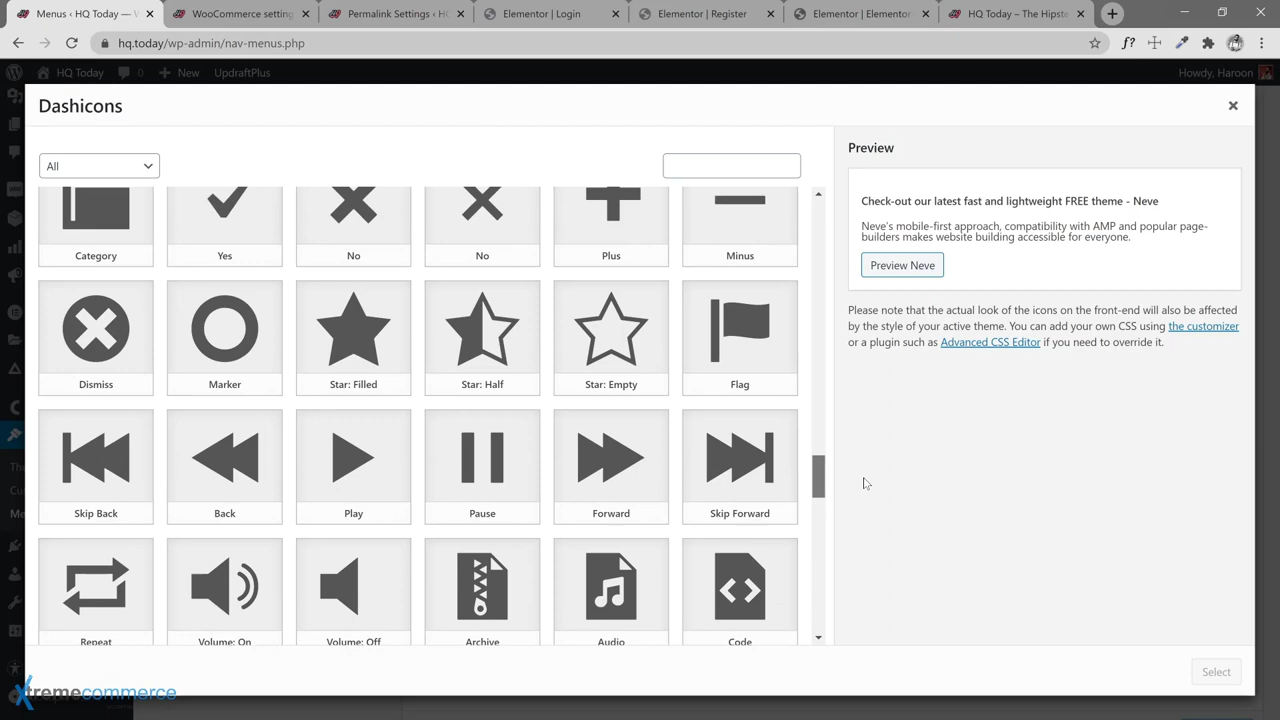 Menus ‹ HQ Today — W
WooCommerce setting
Permalink Settings ‹ HQ
Elementor | Login
Elementor | Register
Elementor | Elementor
HQ Today – The Hipste
hq.today/wp-admin/nav-menus.php
f?
HQ Today
0
New
UpdraftPlus
Howdy, Haroon
Dashicons
All
Category
Yes
No
No
Plus
Minus
Dismiss
Marker
Star: Filled
Star: Half
Star: Empty
Flag
Skip Back
Back
Play
Pause
Forward
Skip Forward
Repeat
Volume: On
Volume: Off
Archive
Audio
Code
Preview
Check-out our latest fast and lightweight FREE theme - Neve
Neve's mobile-first approach, compatibility with AMP and popular page-
builders makes website building accessible for everyone.
Preview Neve
Please note that the actual look of the icons on the front-end will also be affected
by the style of your active theme. You can add your own CSS using the customizer
or a plugin such as Advanced CSS Editor if you need to override it.
Select
Xtremecommerce